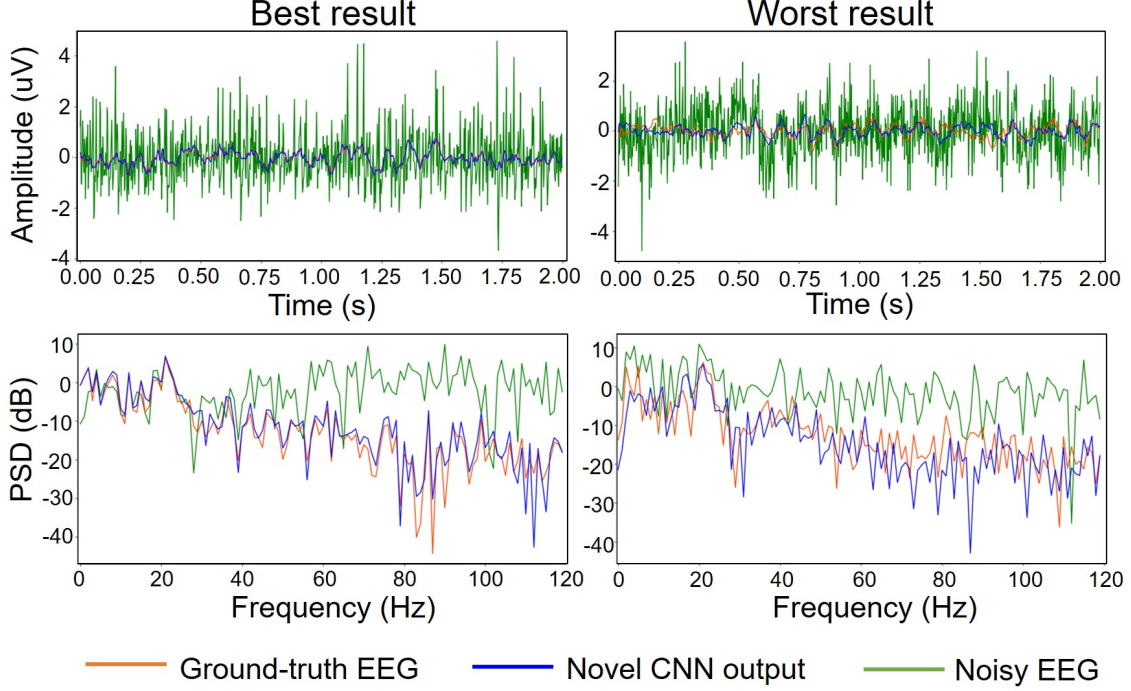 Best result
Worst result
Amplitude (uV)
4
2
0
-2
-4
0.00 0.25 0.50 0.75 1.00 1.25 1.50 1.75 2.00
Time (s)
2
0
-2
-4
0.00 0.25 0.50 0.75 1.00 1.25 1.50 1.75 2.00
Time (s)
PSD (dB)
10
0
-10
-20
-30
-40
0 20 40 60 80 100 120
Frequency (Hz)
10
0
-10
-20
-30
-40
0 20 40 60 80 100 120
Frequency (Hz)
Ground-truth EEG Novel CNN output Noisy EEG